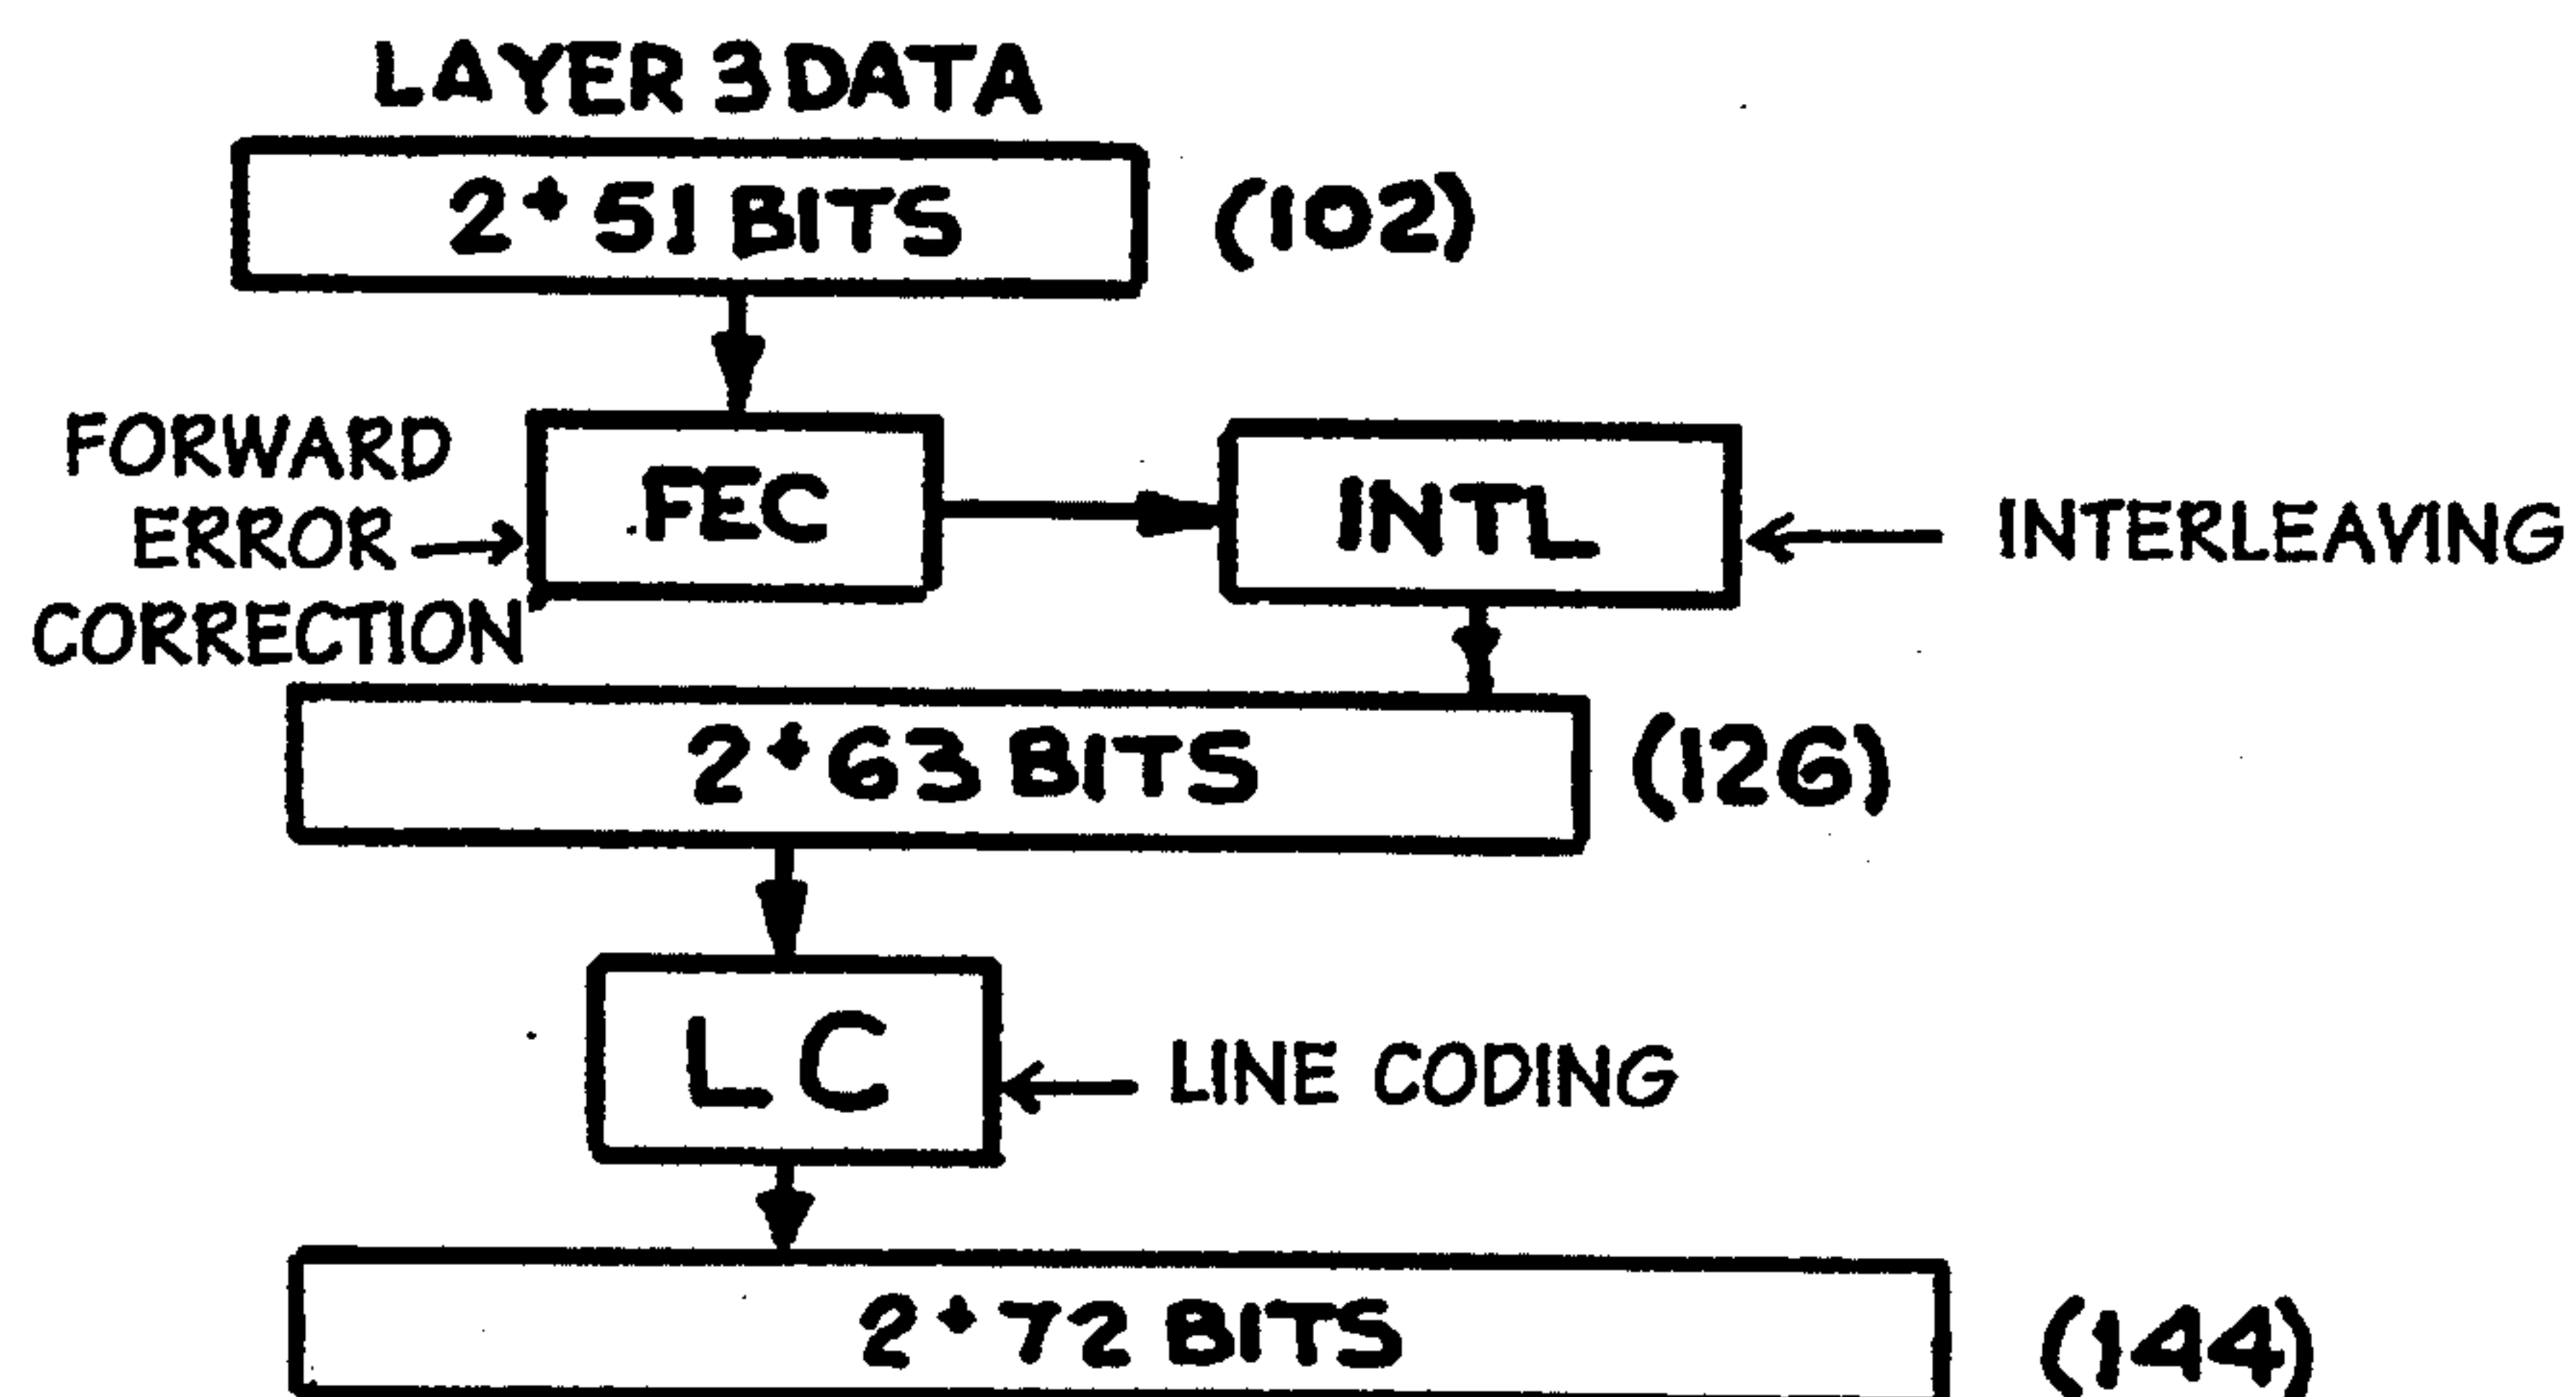 LAYER 3 DATA
2+51 BITS (102)
FORWARD
ERROR
CORRECTION
FEC
INTL
INTERLEAVING
2+63 BITS (126)
LC
LINE CODING
2+72 BITS (144)